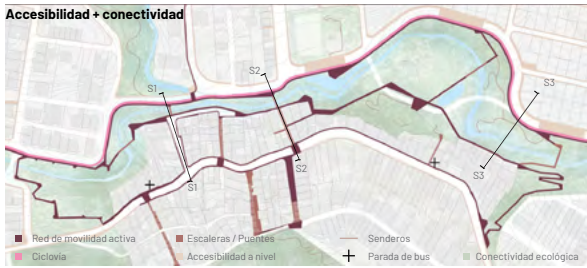 Accesibilidad + conectividad
S1
S2
S3
S1
S2
S3
Red de movilidad activa
Escaleras / Puentes
Senderos
Ciclovía
Accesibilidad a nivel
Parada de bus
Conectividad ecológica